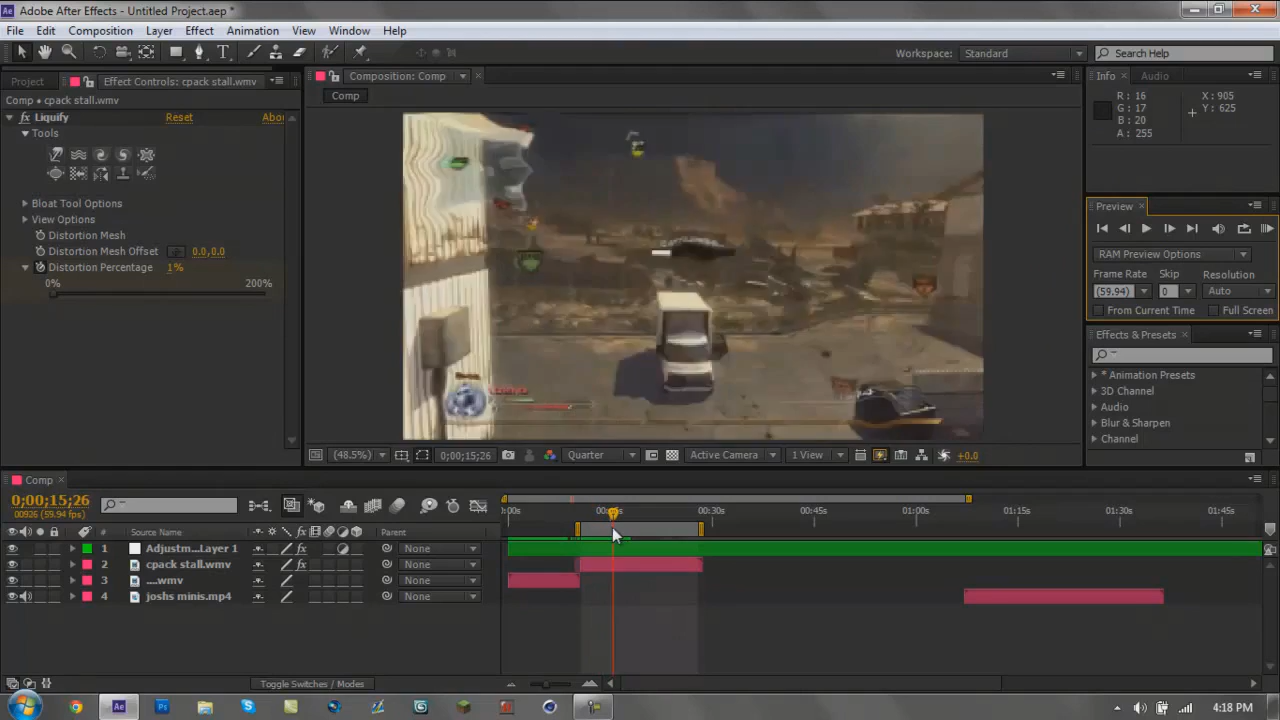 Adobe After Effects - Untitled Project.aep *
File Edit Composition Layer Effect Animation View Window Help
Workspace: Standard Search Help
Project Effect Controls: cpack stall.wmv
Comp • cpack stall.wmv
fx Liquify Reset Abou
Tools
Bloat Tool Options
View Options
Distortion Mesh
Distortion Mesh Offset 0.0,0.0
Distortion Percentage 1%
0% 200%
Composition: Comp
Comp
(48.5%) 0;00;15;26 Quarter Active Camera 1 View +0.0
Info Audio
R : 16 X : 905
G : 17 Y : 625
B : 20
A : 255
Preview
RAM Preview Options
Frame Rate Skip Resolution
(59.94) 0 Auto
From Current Time Full Screen
Effects & Presets
* Animation Presets
3D Channel
Audio
Blur & Sharpen
Channel
Comp
0;00;15;26
00926 (59.94 fps)
00:30s 00:45s 01:00s 01:15s 01:30s 01:45s
# Source Name Parent
1 Adjustm...Layer 1 fx None
2 cpack stall.wmv fx None
3 ....wmv None
4 joshs minis.mp4 None
Toggle Switches / Modes
4:18 PM